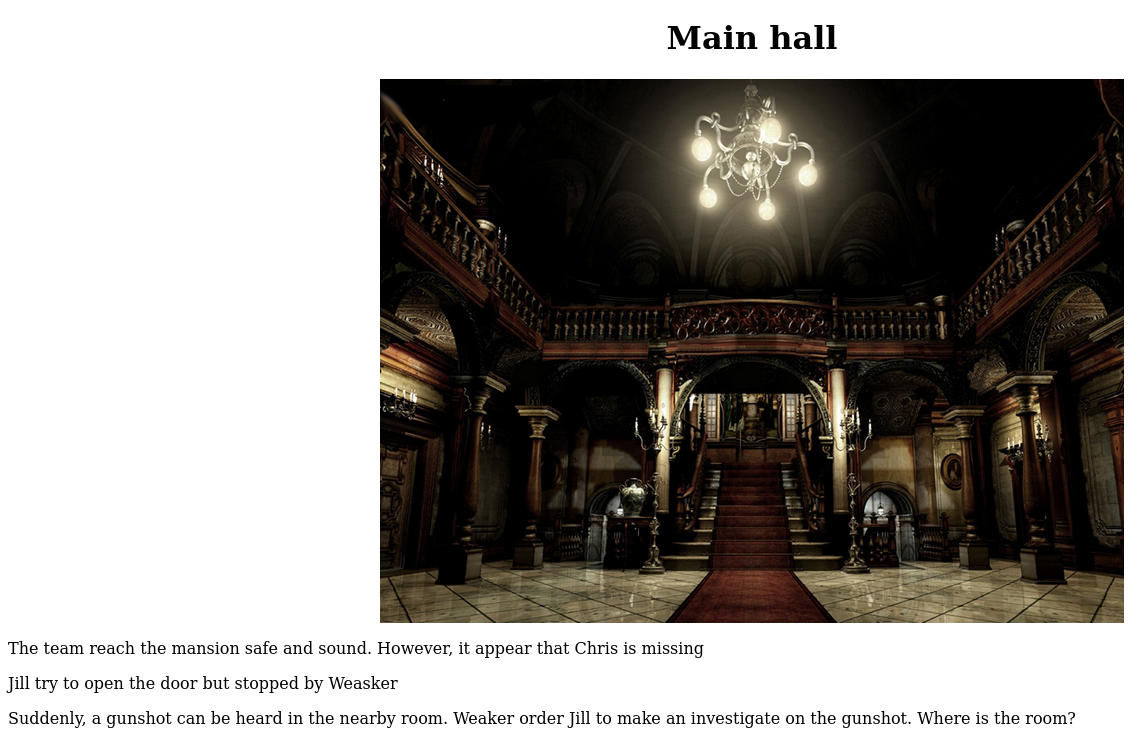 Main hall
The team reach the mansion safe and sound. However, it appear that Chris is missing
Jill try to open the door but stopped by Weasker
Suddenly, a gunshot can be heard in the nearby room. Weaker order Jill to make an investigate on the gunshot. Where is the room?